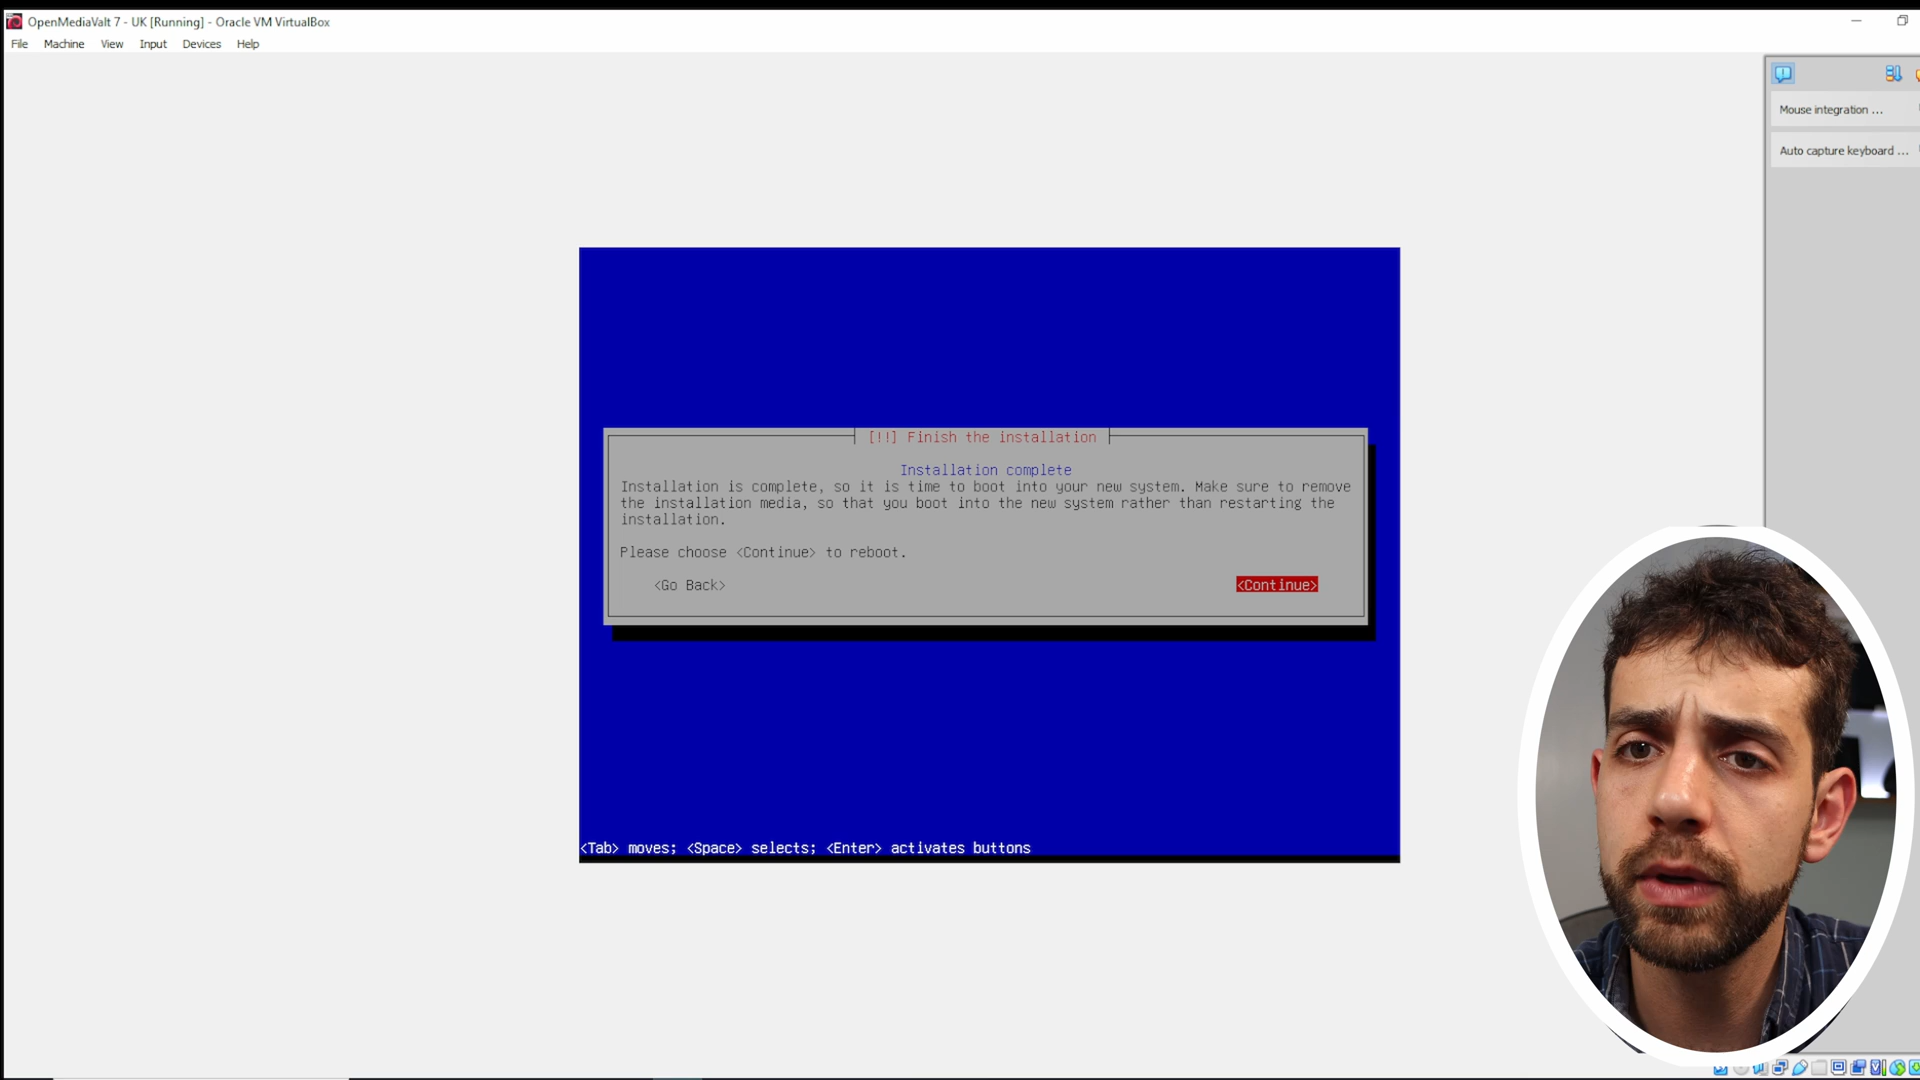 OpenMediaValt 7 - UK [Running] - Oracle VM VirtualBox
File Machine View Input Devices Help
Mouse integration ...
Auto capture keyboard ...
[!!] Finish the installation
Installation complete
Installation is complete, so it is time to boot into your new system. Make sure to remove
the installation media, so that you boot into the new system rather than restarting the
installation.
Please choose <Continue> to reboot.
<Go Back> <Continue>
<Tab> moves; <Space> selects; <Enter> activates buttons